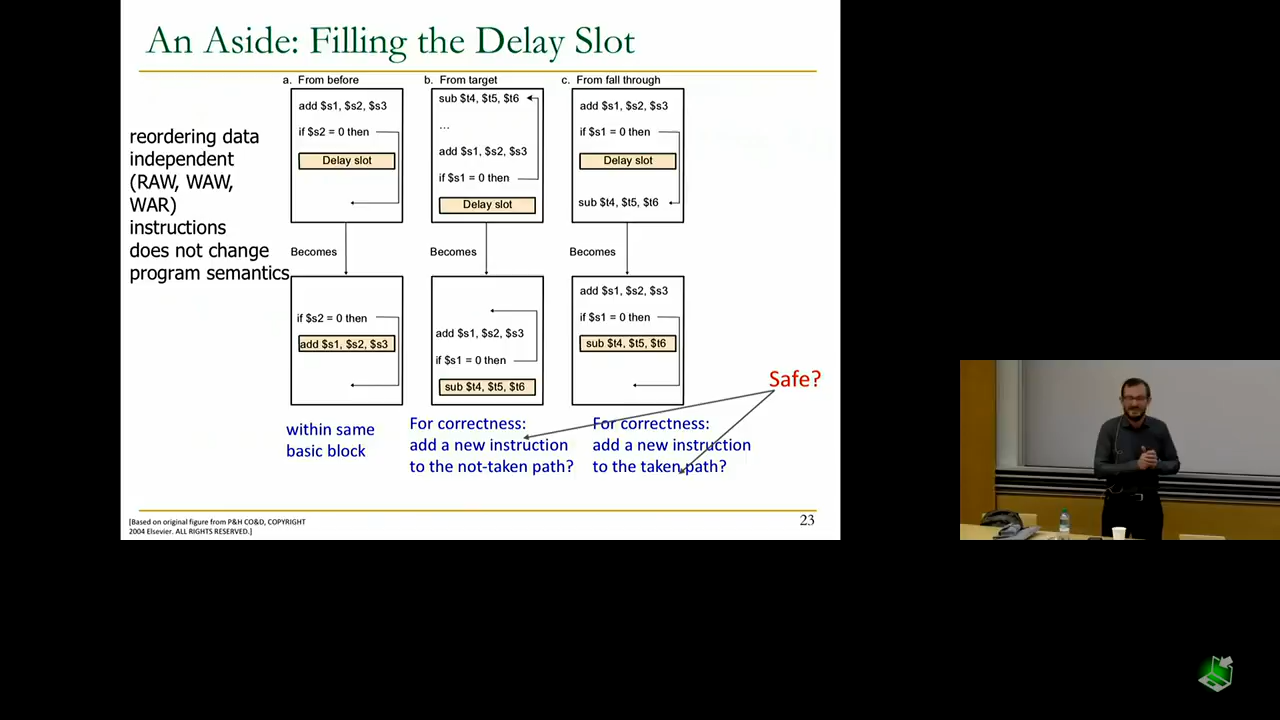 An Aside: Filling the Delay Slot
a. From before
b. From target
c. From fall through
reordering data
independent
(RAW, WAW,
WAR)
instructions
does not change
program semantics
add $s1, $s2, $s3
if $s2 = 0 then
Delay slot
Becomes
if $s2 = 0 then
add $s1, $s2, $s3
within same
basic block
sub $t4, $t5, $t6
...
add $s1, $s2, $s3
if $s1 = 0 then
Delay slot
Becomes
add $s1, $s2, $s3
if $s1 = 0 then
sub $t4, $t5, $t6
For correctness:
add a new instruction
to the not-taken path?
add $s1, $s2, $s3
if $s1 = 0 then
Delay slot
sub $t4, $t5, $t6
Becomes
add $s1, $s2, $s3
if $s1 = 0 then
sub $t4, $t5, $t6
Safe?
For correctness:
add a new instruction
to the taken path?
[Based on original figure from P&H CO&D, COPYRIGHT
2004 Elsevier. ALL RIGHTS RESERVED.]
23